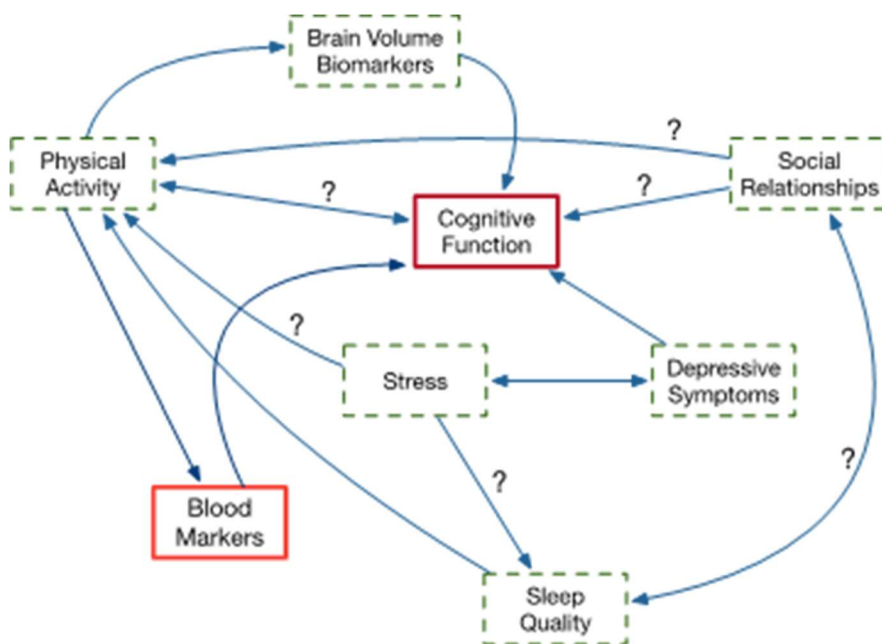 Brain Volume
Biomarkers
?
Physical
Activity
Social
Relationships
?
?
Cognitive
Function
?
Stress
Depressive
Symptoms
?
?
Blood
Markers
Sleep
Quality